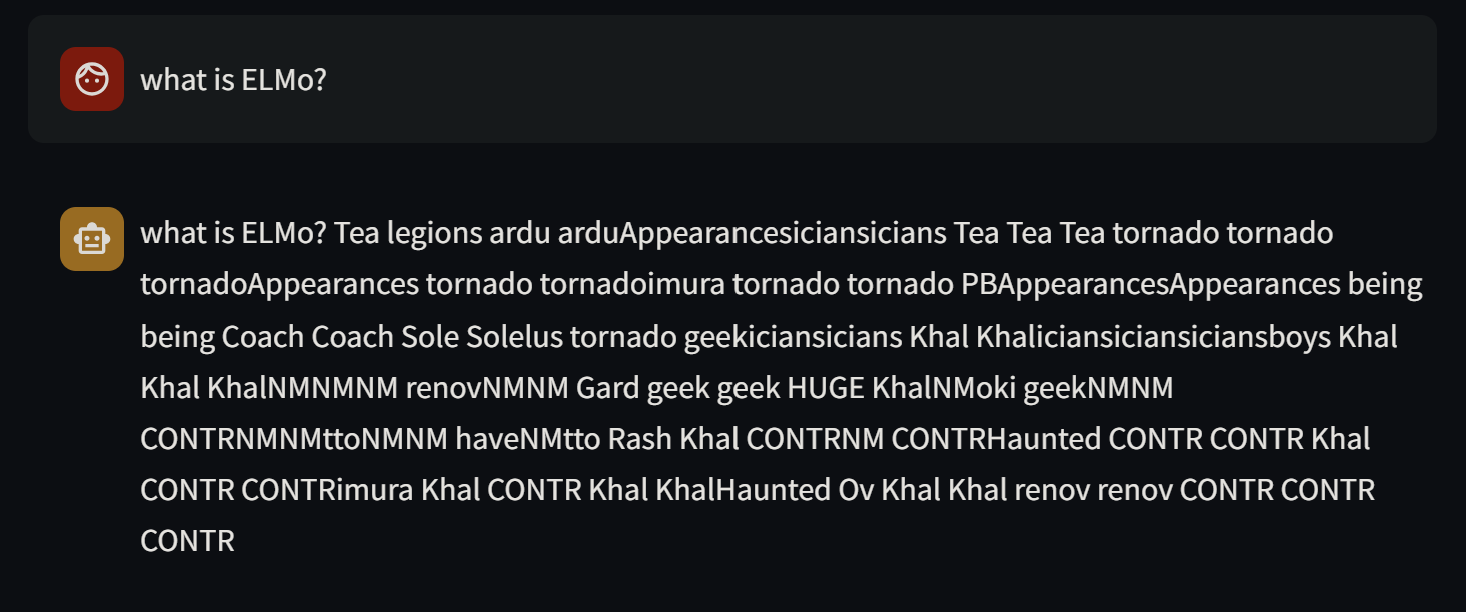 what is ELMo?
what is ELMo? Tea legions ardu arduAppearancesiciansicians Tea Tea Tea tornado tornado
tornadoAppearances tornado tornadoimura tornado tornado PBAppearancesAppearances being
being Coach Coach Sole Solelus tornado geekiciansicians Khal Khaliciansiciansiciansboys Khal
Khal KhalNMNMNM renovNMNM Gard geek geek HUGE KhalNMoki geekNMNM
CONTRNMNMttoNMNM haveNMtto Rash Khal CONTRNM CONTRHaunted CONTR CONTR Khal
CONTR CONTRimura Khal CONTR Khal KhalHaunted Ov Khal Khal renov renov CONTR CONTR
CONTR